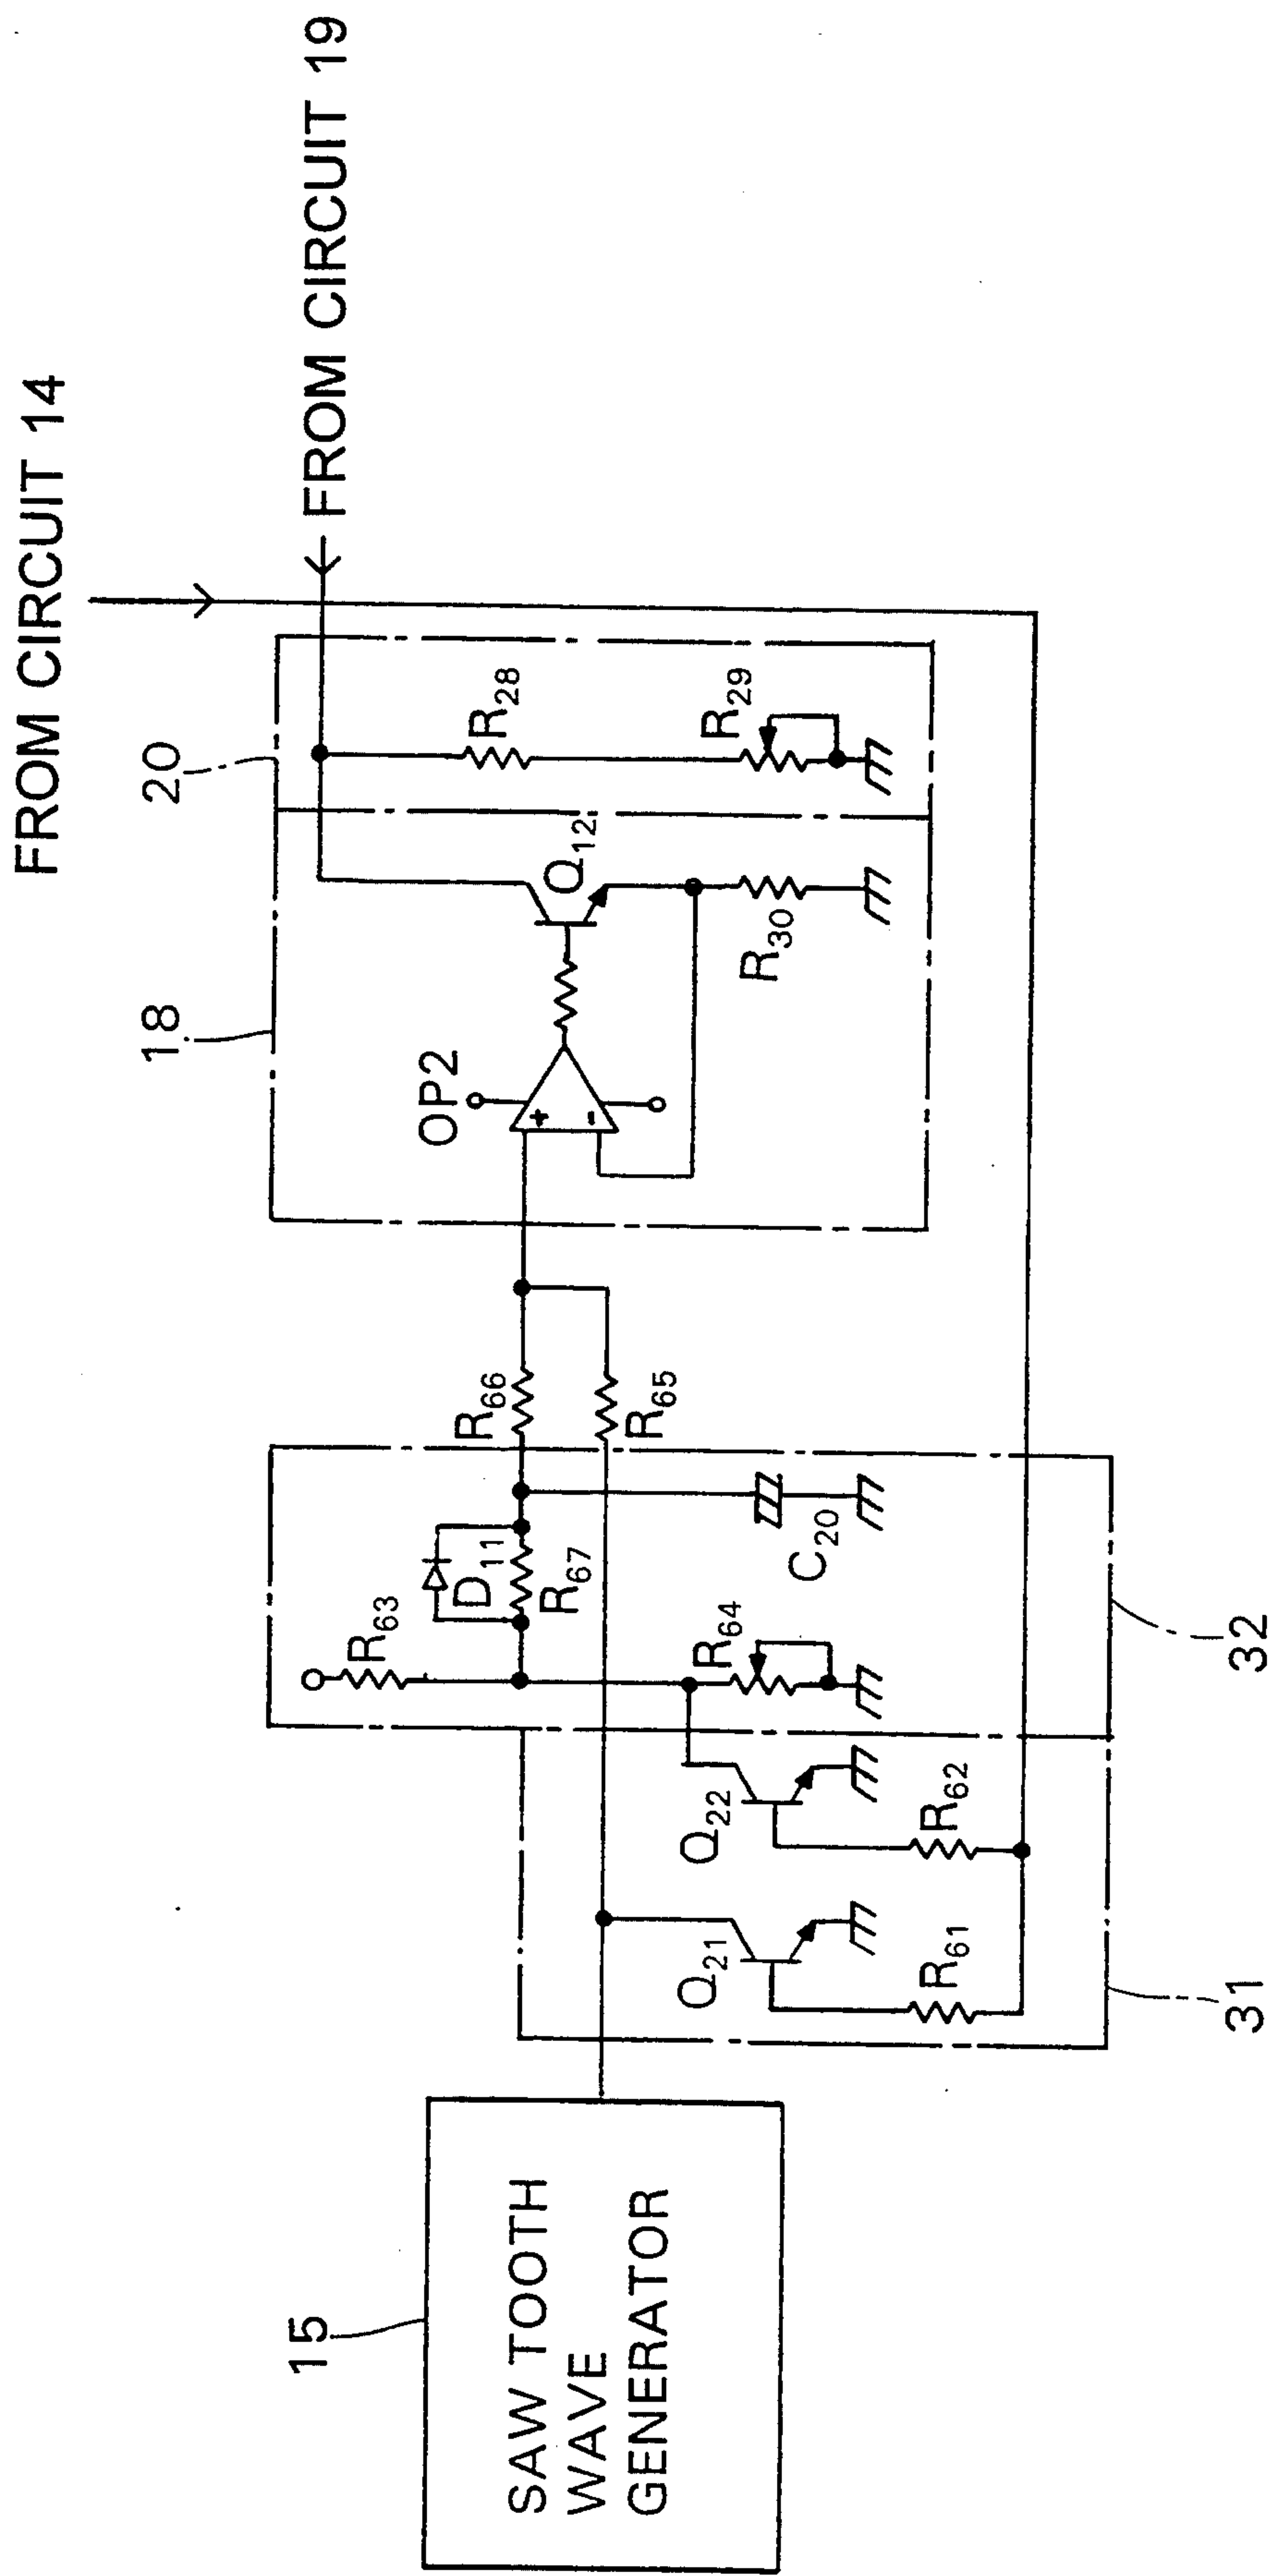 FROM CIRCUIT 14
FROM CIRCUIT 19
20
18
R28
R29
Q12
R30
OP2
+
-
R66
R65
D11
R67
R63
C20
R64
32
Q22
R62
Q21
R61
31
15
SAW TOOTH
WAVE
GENERATOR